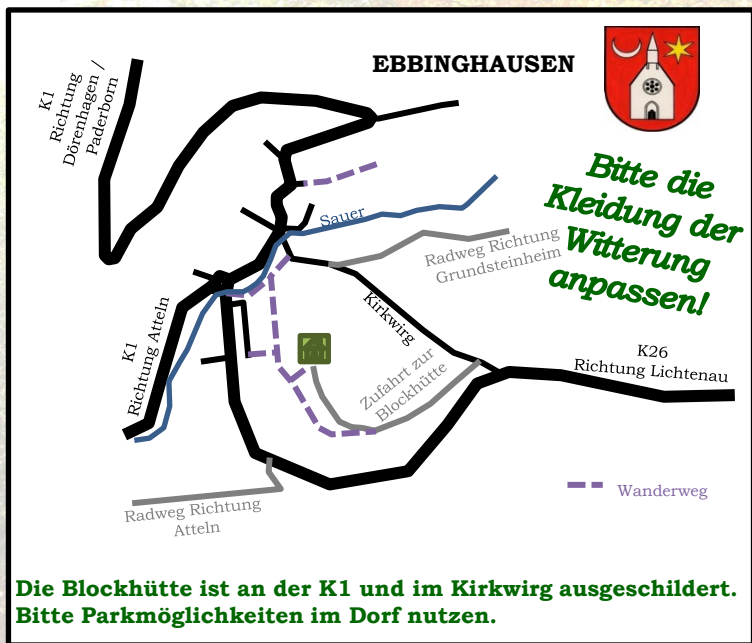 EBBINGHAUSEN
K1
Richtung
Dörenhagen /
Paderborn
Bitte die
Kleidung der
Witterung
anpassen!
Sauer
Radweg Richtung
Grundsteinheim
Kirkwirg
K1
Richtung Atteln
Zufahrt zur
Blockhütte
K26
Richtung Lichtenau
Wanderweg
Radweg Richtung
Atteln
Die Blockhütte ist an der K1 und im Kirkwirg ausgeschildert.
Bitte Parkmöglichkeiten im Dorf nutzen.